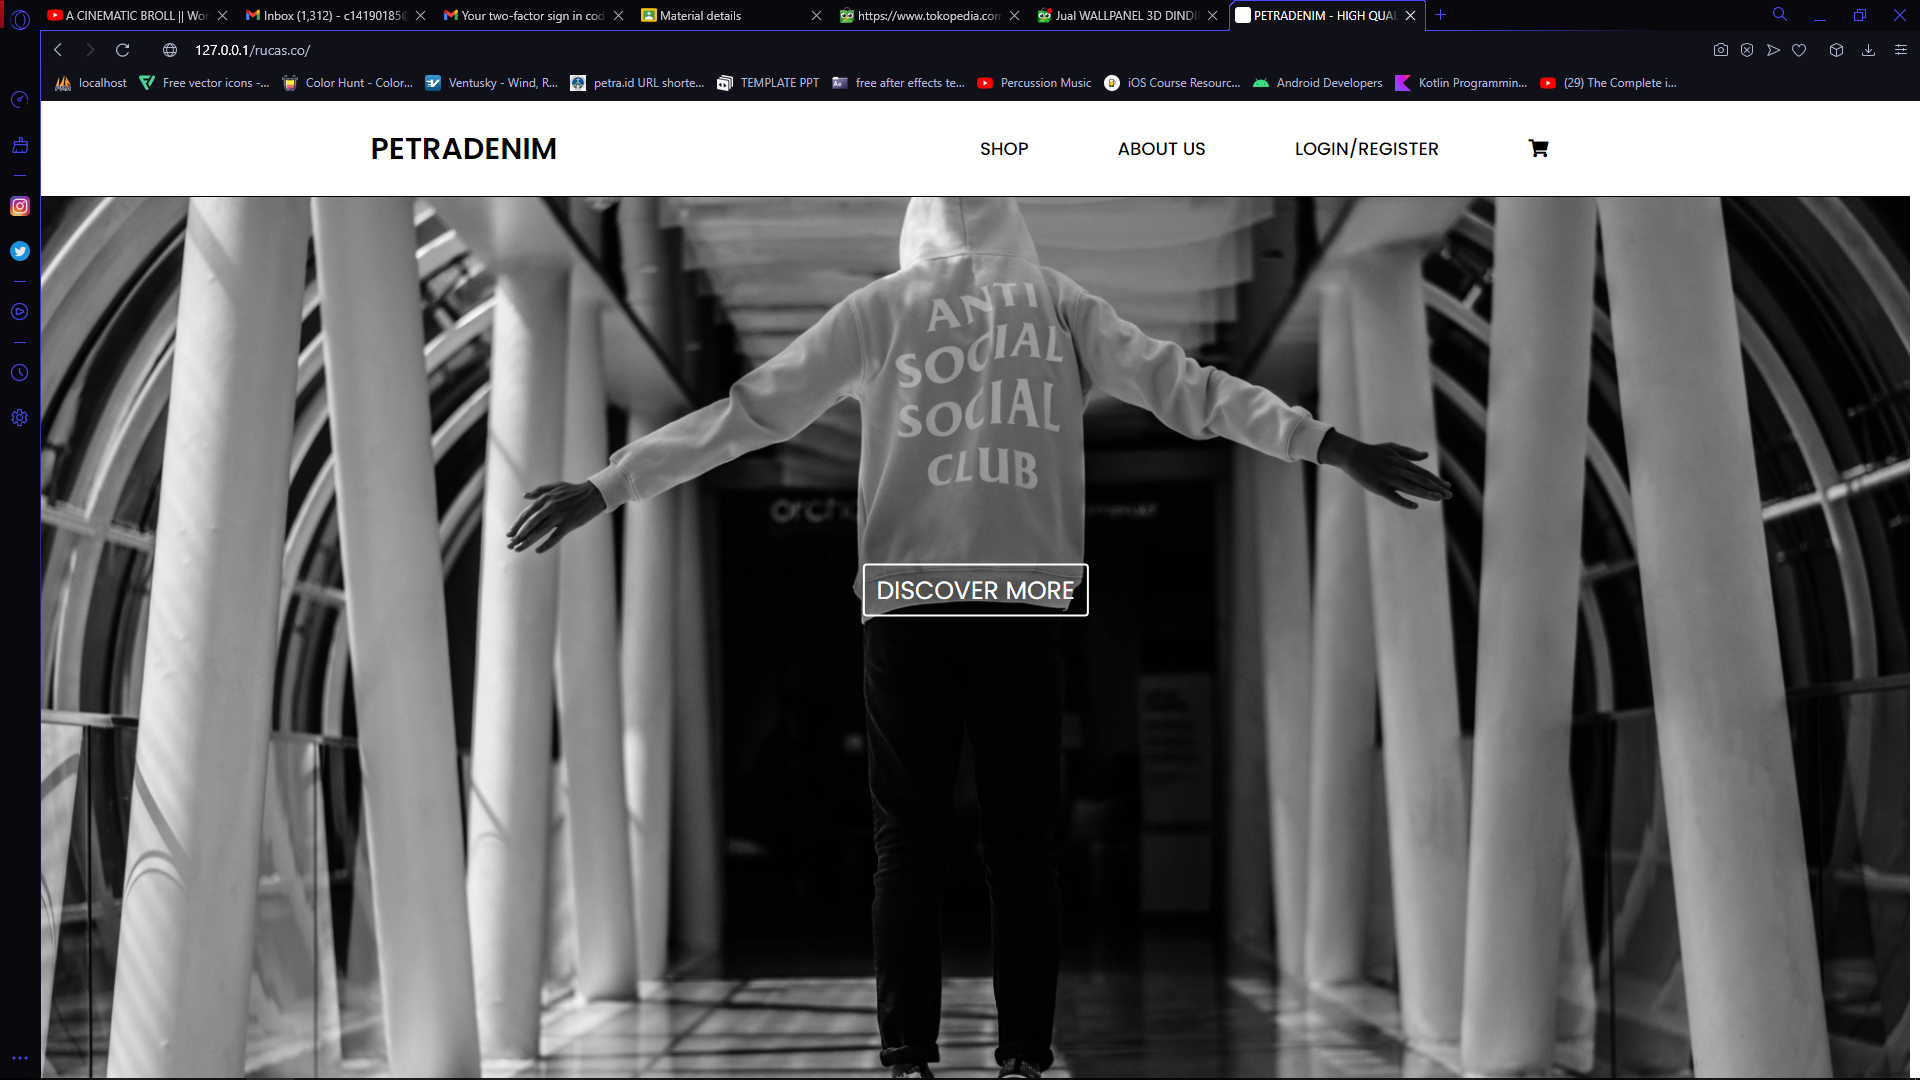 A CINEMATIC BROLL || Wor
Inbox (1,312) - c14190185@
Your two-factor sign in cod
Material details
https://www.tokopedia.com
Jual WALLPANEL 3D DINDI
PETRADENIM - HIGH QUAL
127.0.0.1/rucas.co/
localhost
Free vector icons -...
Color Hunt - Color...
Ventusky - Wind, R...
petra.id URL shorte...
TEMPLATE PPT
free after effects te...
Percussion Music
iOS Course Resourc...
Android Developers
Kotlin Programmin...
(29) The Complete i...
PETRADENIM
SHOP
ABOUT US
LOGIN/REGISTER
ANTI
SOCIAL
SOCIAL
CLUB
DISCOVER MORE